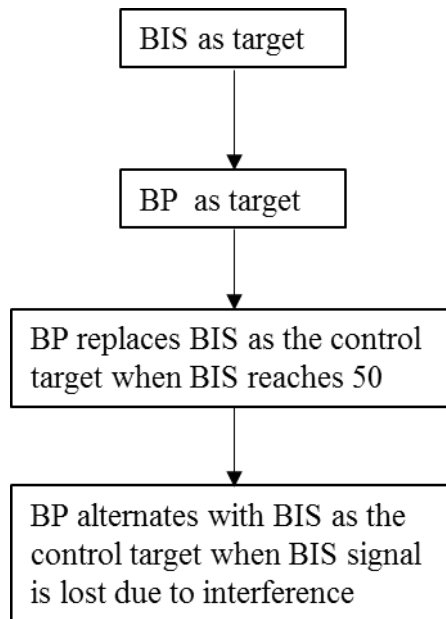 BIS as target
BP as target
BP replaces BIS as the control
target when BIS reaches 50
BP alternates with BIS as the
control target when BIS signal
is lost due to interference